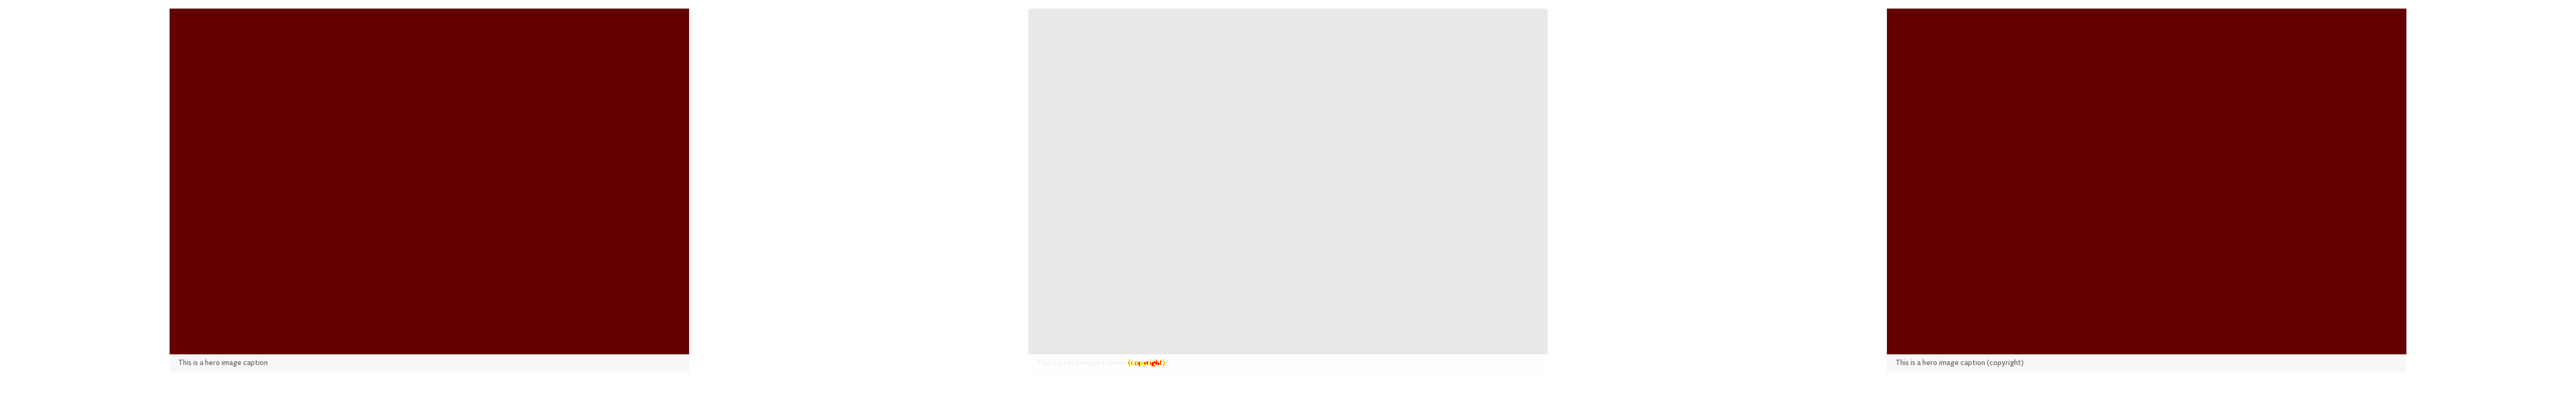 This is a hero image caption
This is a hero image caption (copyright)
This is a hero image caption (copyright)